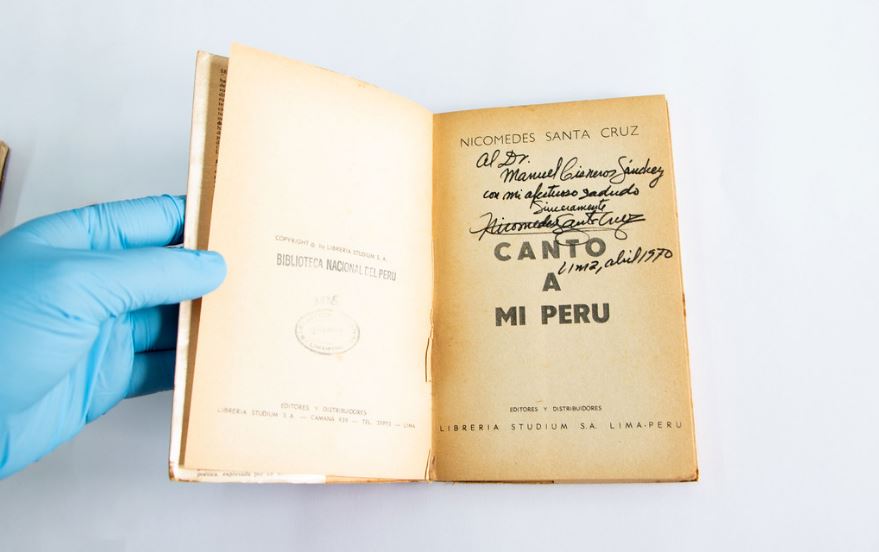 COPYRIGHT © by LIBRERIA STUDIUM S. A.
BIBLIOTECA NACIONAL DEL PERU
EDITORES Y DISTRIBUIDORES
LIBRERIA STUDIUM S.A. — CAMANÁ 939 — TEL. — LIMA
NICOMEDES SANTA CRUZ
Al Dr.
Manuel Cisneros Sánchez
con mi afectuoso saludo
Sinceramente
Nicomedes Santa Cruz
CANTO
Lima, abril 1970
A
MI PERU
EDITORES Y DISTRIBUIDORES
LIBRERIA STUDIUM S.A. LIMA-PERU